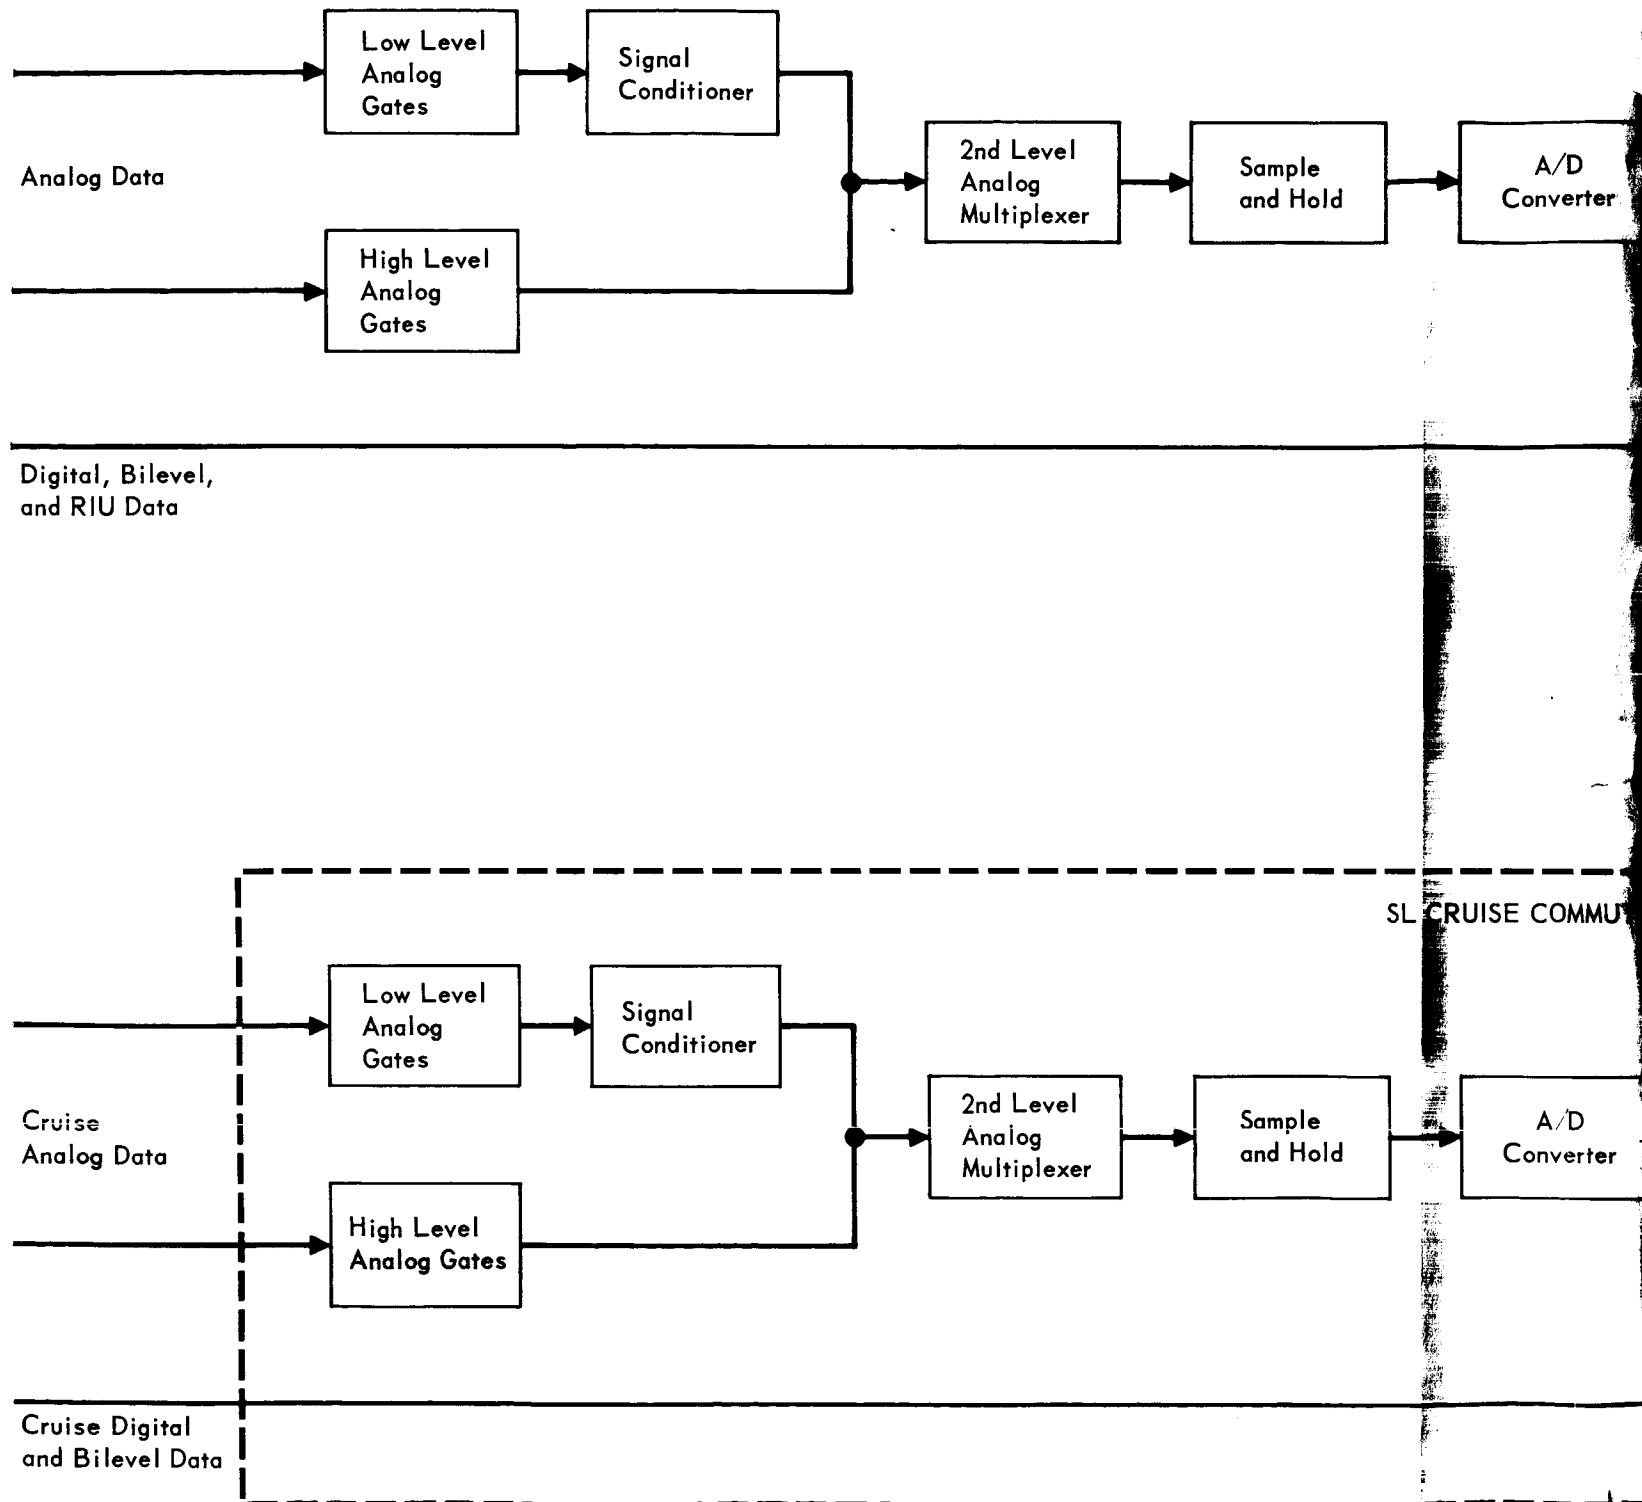 Low Level
Analog
Gates
Signal
Conditioner
Analog Data
2nd Level
Analog
Multiplexer
Sample
and Hold
A/D
Converter
High Level
Analog
Gates
Digital, Bilevel,
and RIU Data
SL CRUISE COMMU
Low Level
Analog
Gates
Signal
Conditioner
Cruise
Analog Data
2nd Level
Analog
Multiplexer
Sample
and Hold
A/D
Converter
High Level
Analog Gates
Cruise Digital
and Bilevel Data